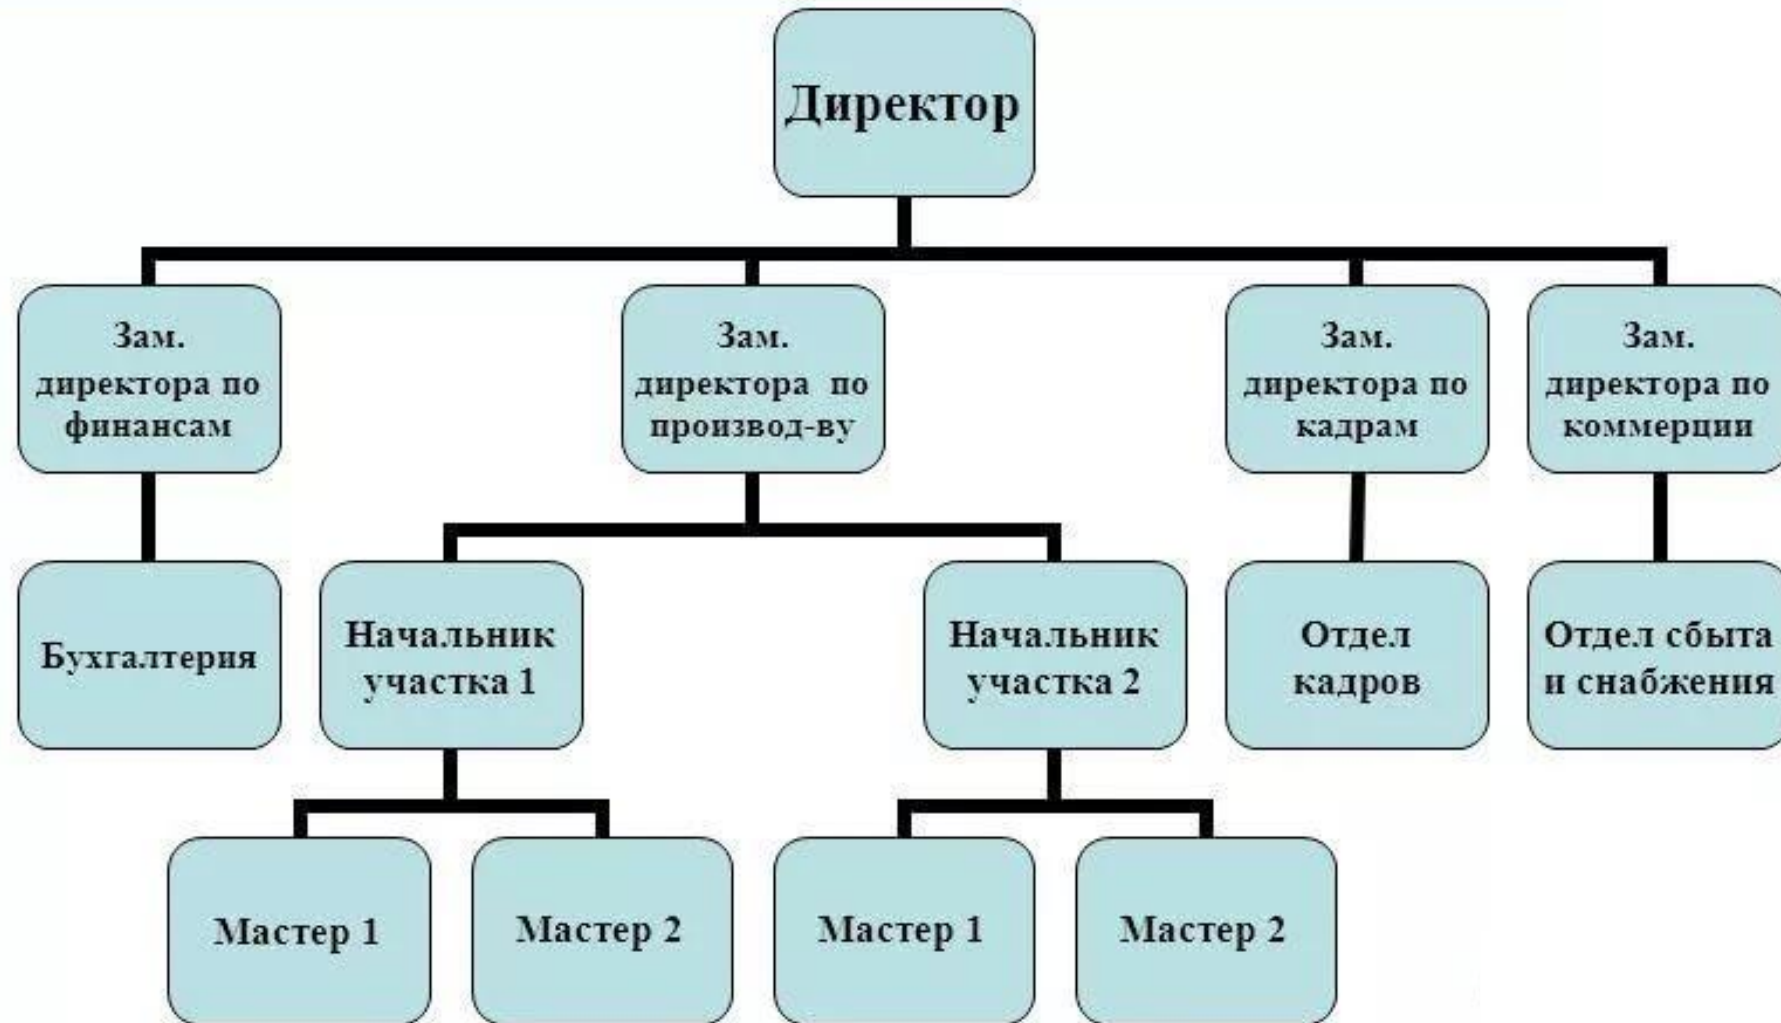 Директор
Зам.
директора по
финансам
Зам.
директора по
производ-ву
Зам.
директора по
кадрам
Зам.
директора по
коммерции
Бухгалтерия
Начальник
участка 1
Начальник
участка 2
Отдел
кадров
Отдел сбыта
и снабжения
Мастер 1
Мастер 2
Мастер 1
Мастер 2